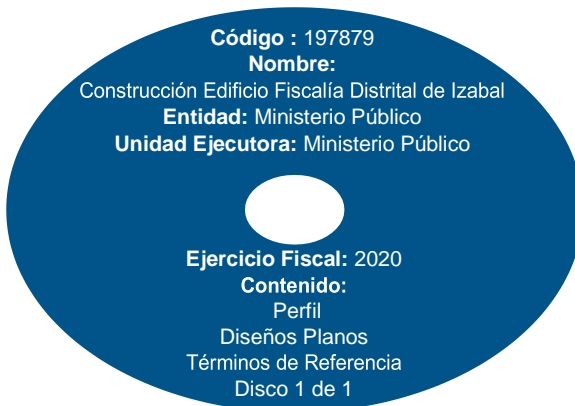 Código : 197879
Nombre:
Construcción Edificio Fiscalía Distrital de Izabal
Entidad: Ministerio Público
Unidad Ejecutora: Ministerio Público
Ejercicio Fiscal: 2020
Contenido:
Perfil
Diseños Planos
Términos de Referencia
Disco 1 de 1